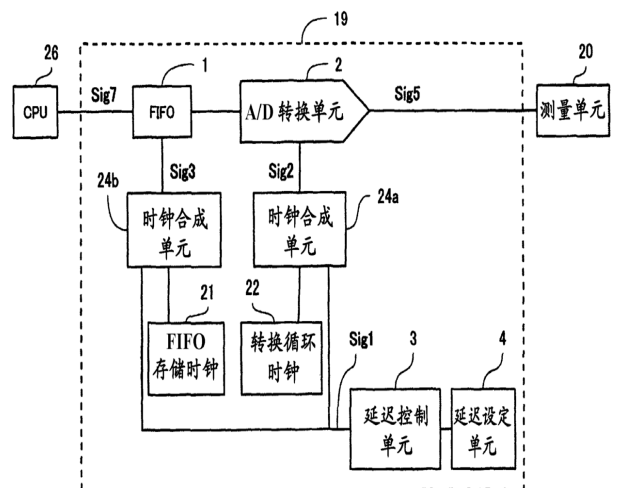 19
26
1
2
20
CPU
Sig7
FIFO
A/D 转换单元
Sig5
测量单元
Sig3
Sig2
24b
24a
时钟合成
单元
时钟合成
单元
21
22
FIFO
存储时钟
转换循环
时钟
Sig1
3
4
延迟控制
单元
延迟设定
单元